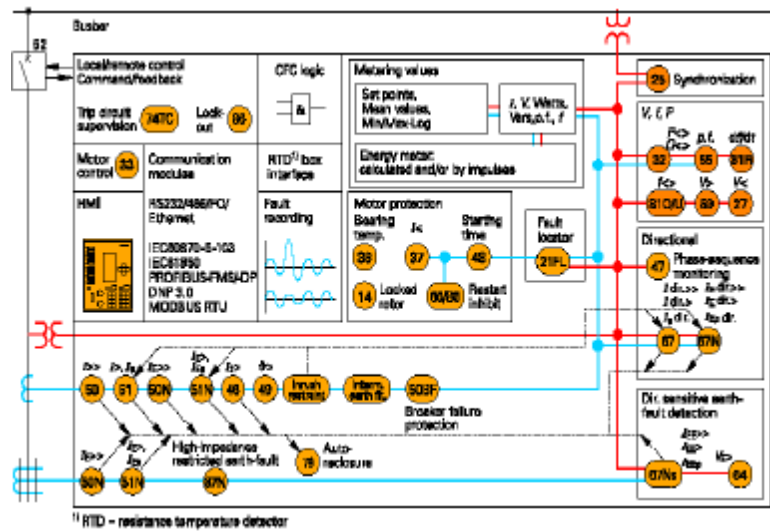 Busbar
52
Local/remote control
Command/feedback
CFC logic
&
Metering values
Set points,
Mean values,
Min/Max-Log
I, V, Watts,
Vars, p.f., f
Energy meter:
calculated and/or by impulses
25 Synchronization
Trip circuit
supervision 74TC
Lock-
out 86
V, f, P
P<> p.f. df/dt
32 55 81R
f<> V> V<
81O/U 59 27
Motor
control 33
Communication
modules
RTD¹⁾ box
interface
HMI
RS232/485/FO/
Ethernet
IEC60870-5-103
IEC61850
PROFIBUS-FMS/-DP
DNP 3.0
MODBUS RTU
Fault
recording
Motor protection
Bearing
temp. I< Starting
time
38 37 48
14 Locked
rotor
66/86 Restart
inhibit
Fault
locator
21FL
Directional
47 Phase-sequence
monitoring
67 67N
I>> I>, I>>
50 51 50N 51N 46 49 Inrush
restraint
Interm.
earth flt.
50BF
Breaker failure
protection
High-impedance
restricted earth-fault
79 Auto-
reclosure
50N 51N 87N
Dir. sensitive earth-
fault detection
67Ns 64
¹⁾ RTD = resistance temperature detector